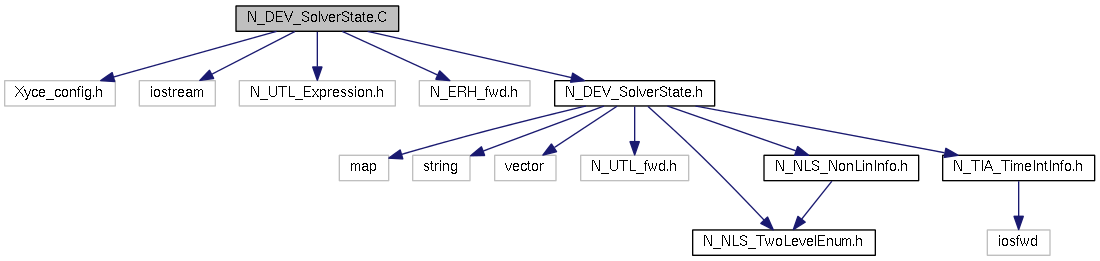 N_DEV_SolverState.C
Xyce_config.h
iostream
N_UTL_Expression.h
N_ERH_fwd.h
N_DEV_SolverState.h
map
string
vector
N_UTL_fwd.h
N_NLS_NonLinInfo.h
N_TIA_TimeIntInfo.h
N_NLS_TwoLevelEnum.h
iosfwd